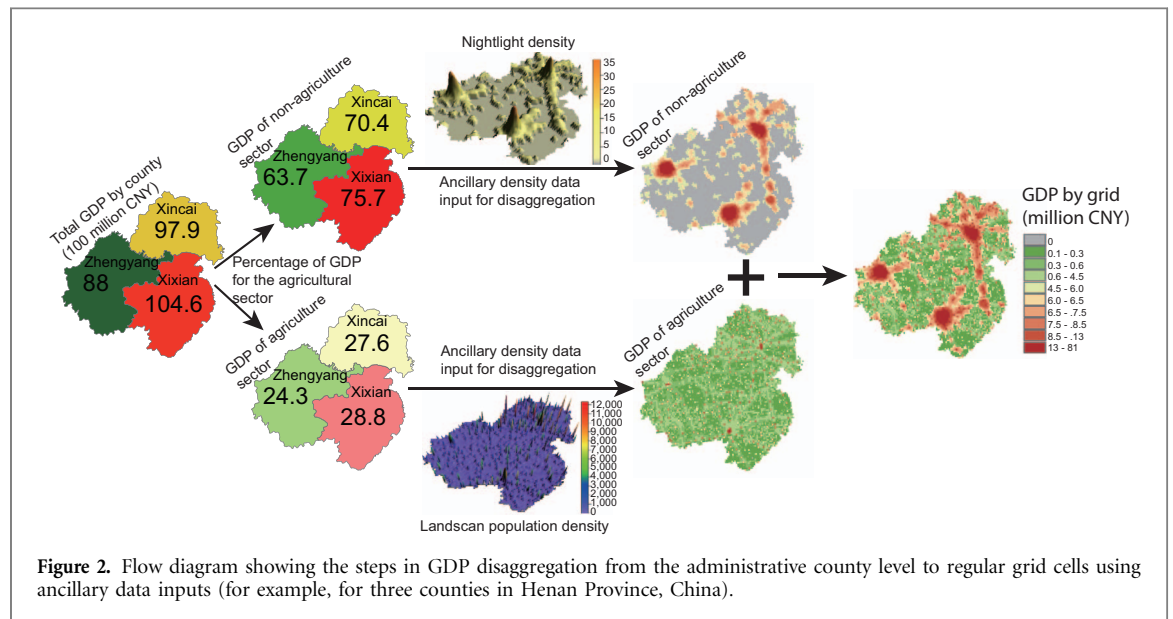 Total GDP by county
(100 million CNY)
Xincai
97.9
Zhengyang
88
Xixian
104.6
Percentage of GDP
for the agricultural
sector
GDP of non-agriculture
sector
Xincai
70.4
Zhengyang
63.7
Xixian
75.7
GDP of agriculture
sector
Xincai
27.6
Zhengyang
24.3
Xixian
28.8
Nightlight density
35
30
25
20
15
10
5
0
Ancillary density data
input for disaggregation
Ancillary density data
input for disaggregation
12,000
11,000
10,000
9,000
8,000
7,000
6,000
5,000
4,000
3,000
2,000
1,000
0
Landscan population density
GDP of non-agriculture
sector
+
GDP of agriculture
sector
GDP by grid
(million CNY)
0
0.1 - 0.3
0.3 - 0.6
0.6 - 4.5
4.5 - 6.0
6.0 - 6.5
6.5 - .7.5
7.5 - .8.5
8.5 - .13
13 - 81
Figure 2. Flow diagram showing the steps in GDP disaggregation from the administrative county level to regular grid cells using
ancillary data inputs (for example, for three counties in Henan Province, China).